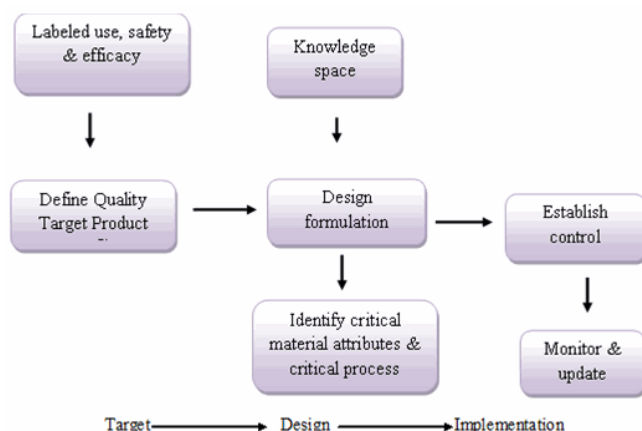 Labeled use, safety
& efficacy
Knowledge
space
Define Quality
Target Product
Design
formulation
Establish
control
Identify critical
material attributes &
critical process
Monitor &
update
Target
Design
Implementation